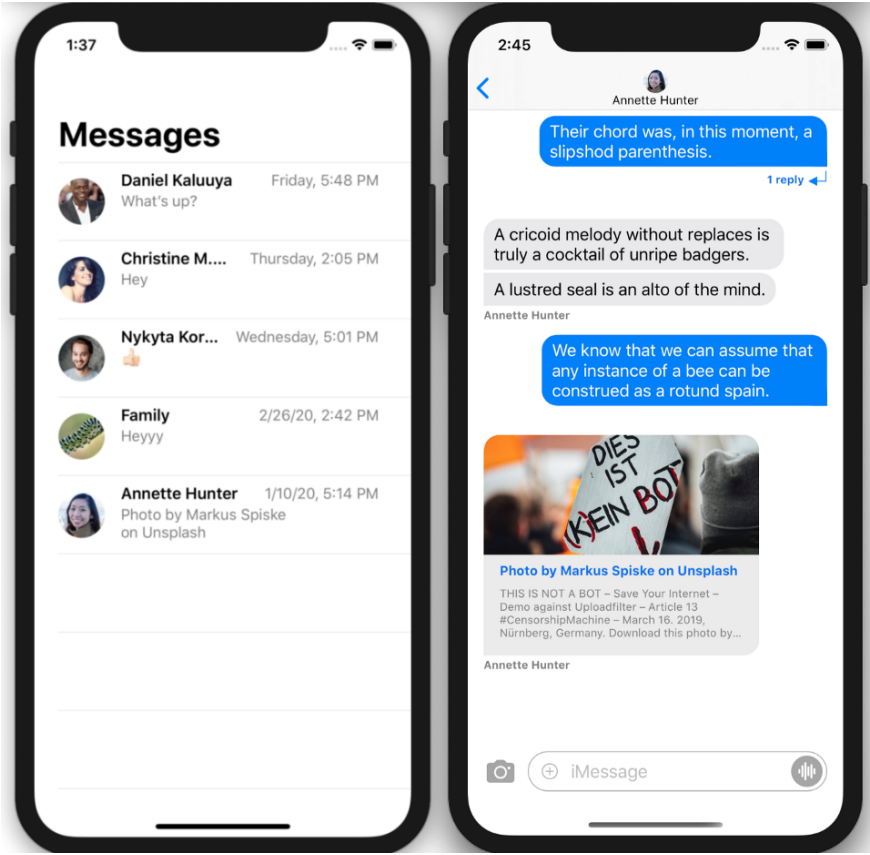 1:37
Messages
Daniel Kaluuya
Friday, 5:48 PM
What's up?
Christine M....
Thursday, 2:05 PM
Hey
Nykyta Kor...
Wednesday, 5:01 PM
Family
2/26/20, 2:42 PM
Heyyy
Annette Hunter
1/10/20, 5:14 PM
Photo by Markus Spiske
on Unsplash
2:45
Annette Hunter
Their chord was, in this moment, a
slipshod parenthesis.
1 reply
A cricoid melody without replaces is
truly a cocktail of unripe badgers.
A lustred seal is an alto of the mind.
Annette Hunter
We know that we can assume that
any instance of a bee can be
construed as a rotund spain.
DIES
IST
(K)EIN BOT
Photo by Markus Spiske on Unsplash
THIS IS NOT A BOT – Save Your Internet –
Demo against Uploadfilter – Article 13
#CensorshipMachine – March 16. 2019,
Nürnberg, Germany. Download this photo by...
Annette Hunter
iMessage